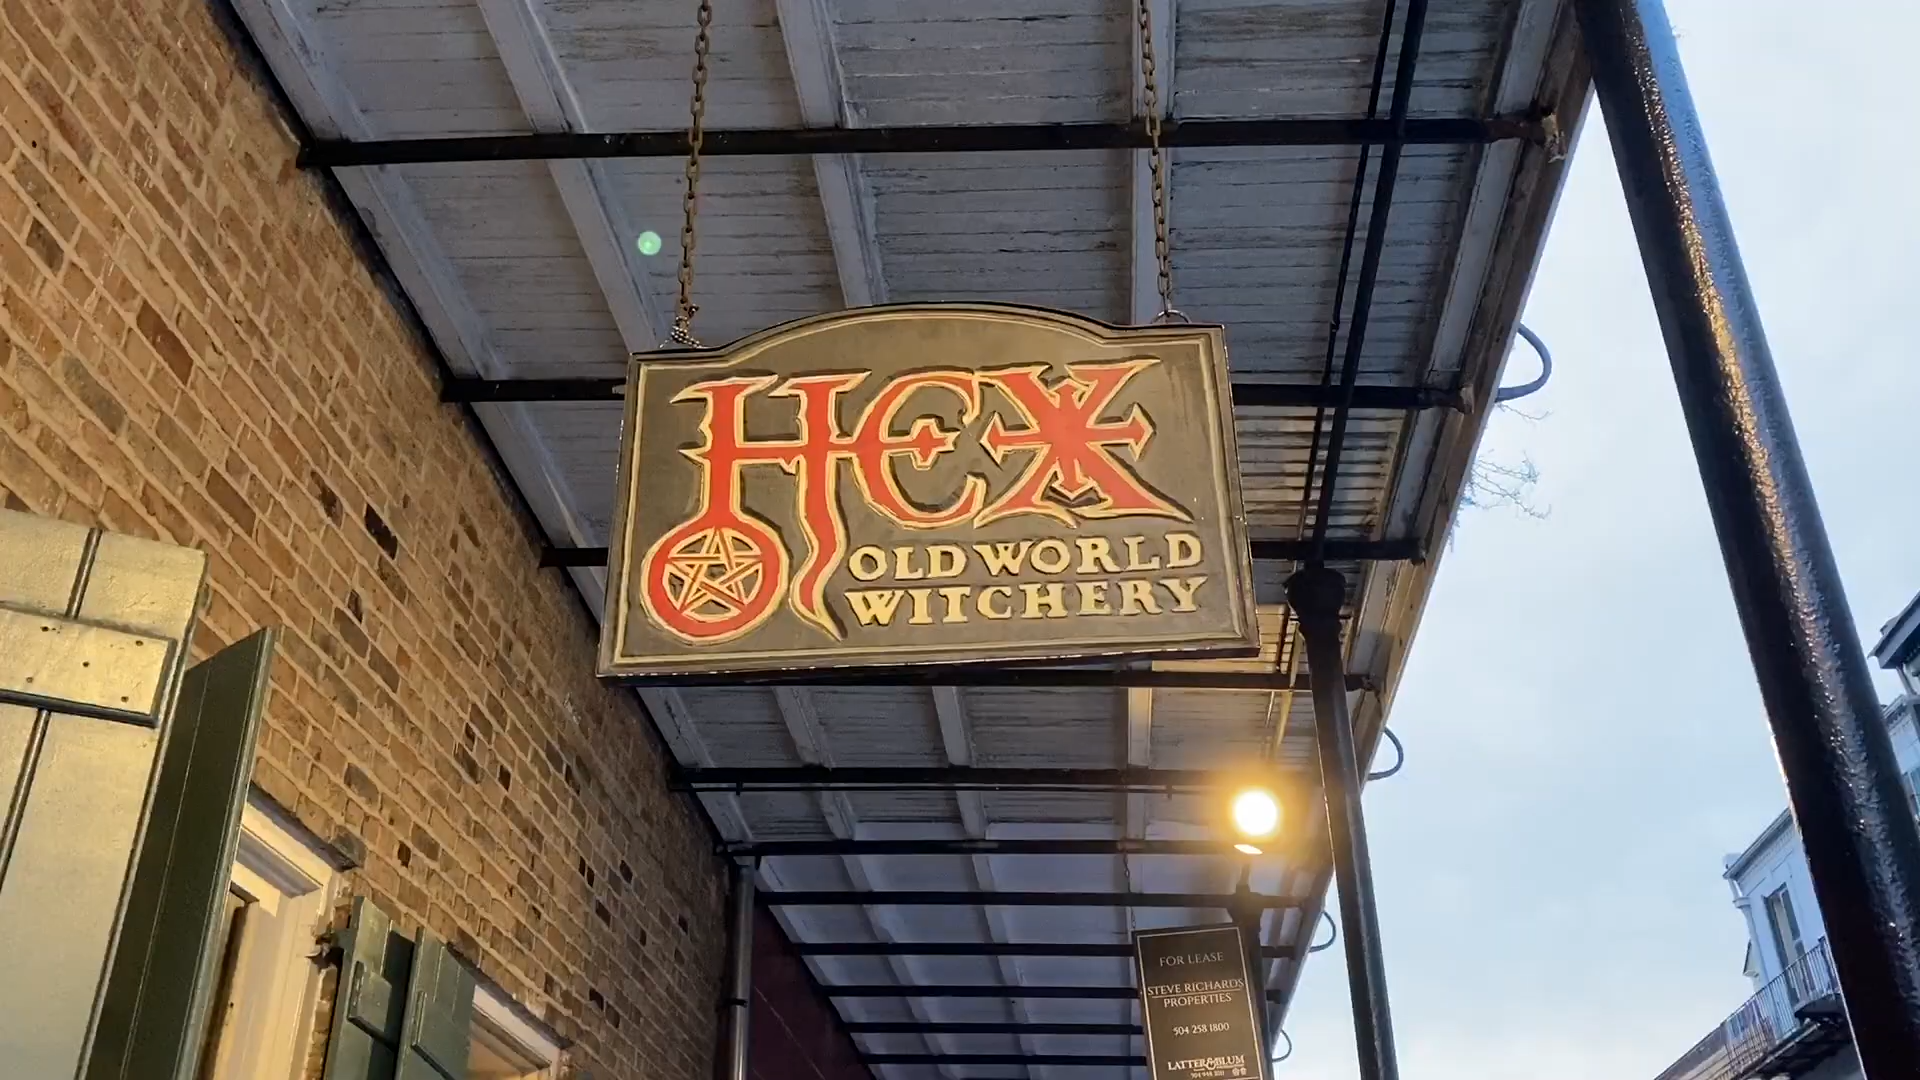 HEX
OLD WORLD
WITCHERY
FOR LEASE
STEVE RICHARDS
PROPERTIES
504 258 1800
LATTER&BLUM